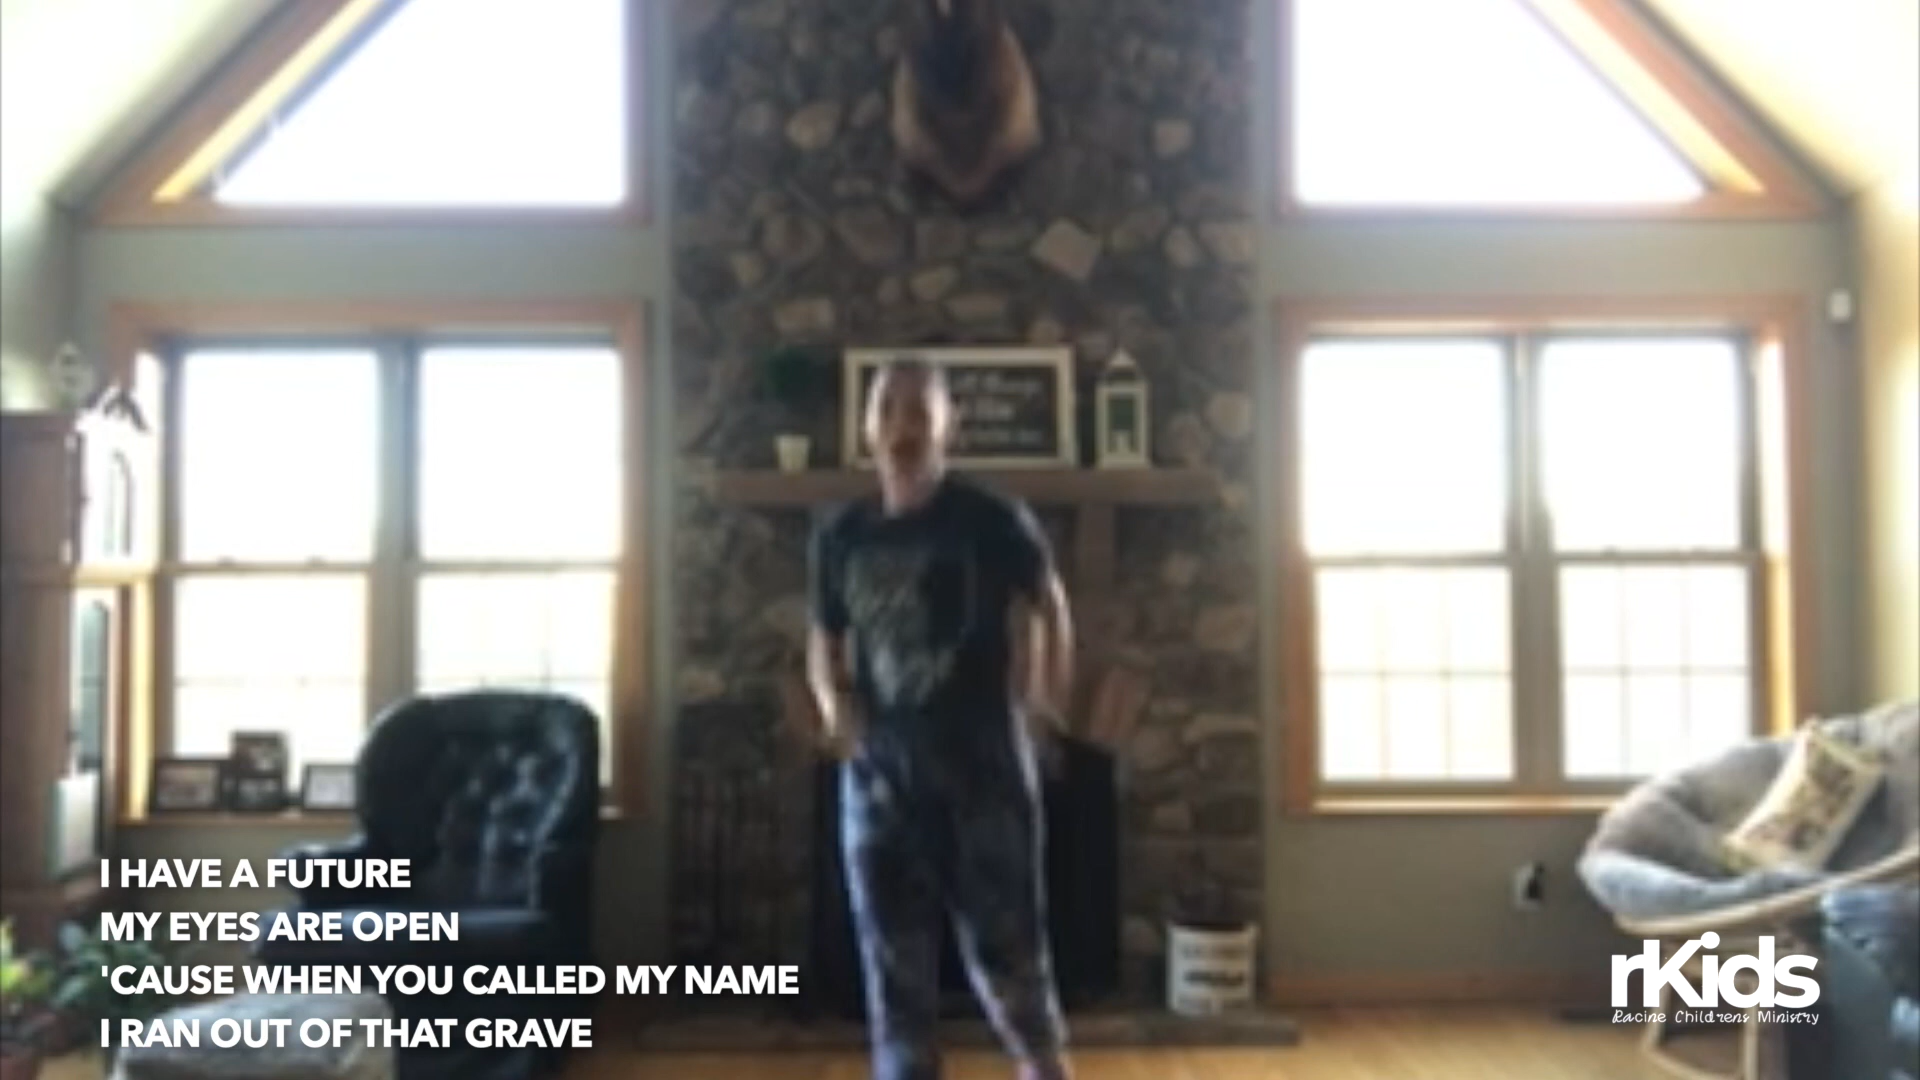 I HAVE A FUTURE
MY EYES ARE OPEN
'CAUSE WHEN YOU CALLED MY NAME
I RAN OUT OF THAT GRAVE
rKids
Racine Childrens Ministry